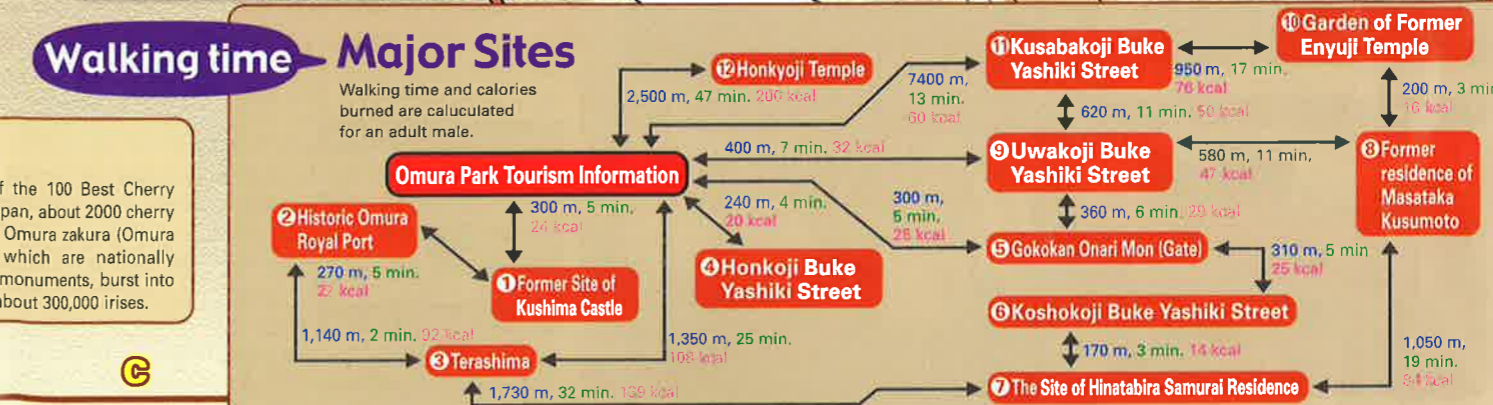 Walking time
Major Sites
Walking time and calories
burned are caluculated
for an adult male.
f the 100 Best Cherry
pan, about 2000 cherry
Omura zakura (Omura
which are nationally
monuments, burst into
about 300,000 irises.
C
⑫Honkyoji Temple
2,500 m, 47 min. 200 kcal
7400 m,
13 min.
60 kcal
⑪Kusabakoji Buke
Yashiki Street
950 m, 17 min.
76 kcal
⑩Garden of Former
Enyuji Temple
200 m, 3 min
16 kcal
620 m, 11 min. 50 kcal
Omura Park Tourism Information
400 m, 7 min. 32 kcal
⑨Uwakoji Buke
Yashiki Street
580 m, 11 min,
47 kcal
⑧Former
residence of
Masataka
Kusumoto
②Historic Omura
Royal Port
300 m, 5 min,
24 kcal
240 m, 4 min.
20 kcal
300 m,
5 min.
kcal
360 m, 6 min. 29 kcal
⑤Gokokan Onari Mon (Gate)
310 m, 5 min
25 kcal
270 m, 5 min.
kcal
①Former Site of
Kushima Castle
④Honkoji Buke
Yashiki Street
⑥Koshokoji Buke Yashiki Street
1,140 m, 2 min. 92 kcal
③Terashima
1,350 m, 25 min.
108 kcal
170 m, 3 min. 14 kcal
1,050 m,
19 min.
kcal
1,730 m, 32 min. kcal
⑦The Site of Hinatabira Samurai Residence